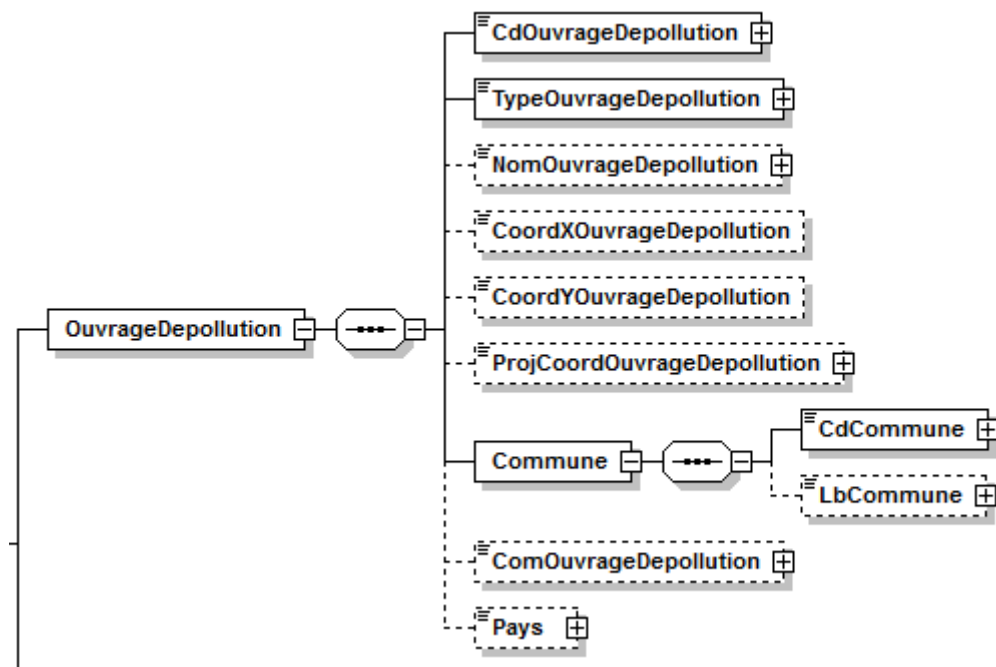 CdOuvrageDepollution
TypeOuvrageDepollution
NomOuvrageDepollution
CoordXOuvrageDepollution
CoordYOuvrageDepollution
OuvrageDepollution
ProjCoordOuvrageDepollution
Commune
CdCommune
LbCommune
ComOuvrageDepollution
Pays